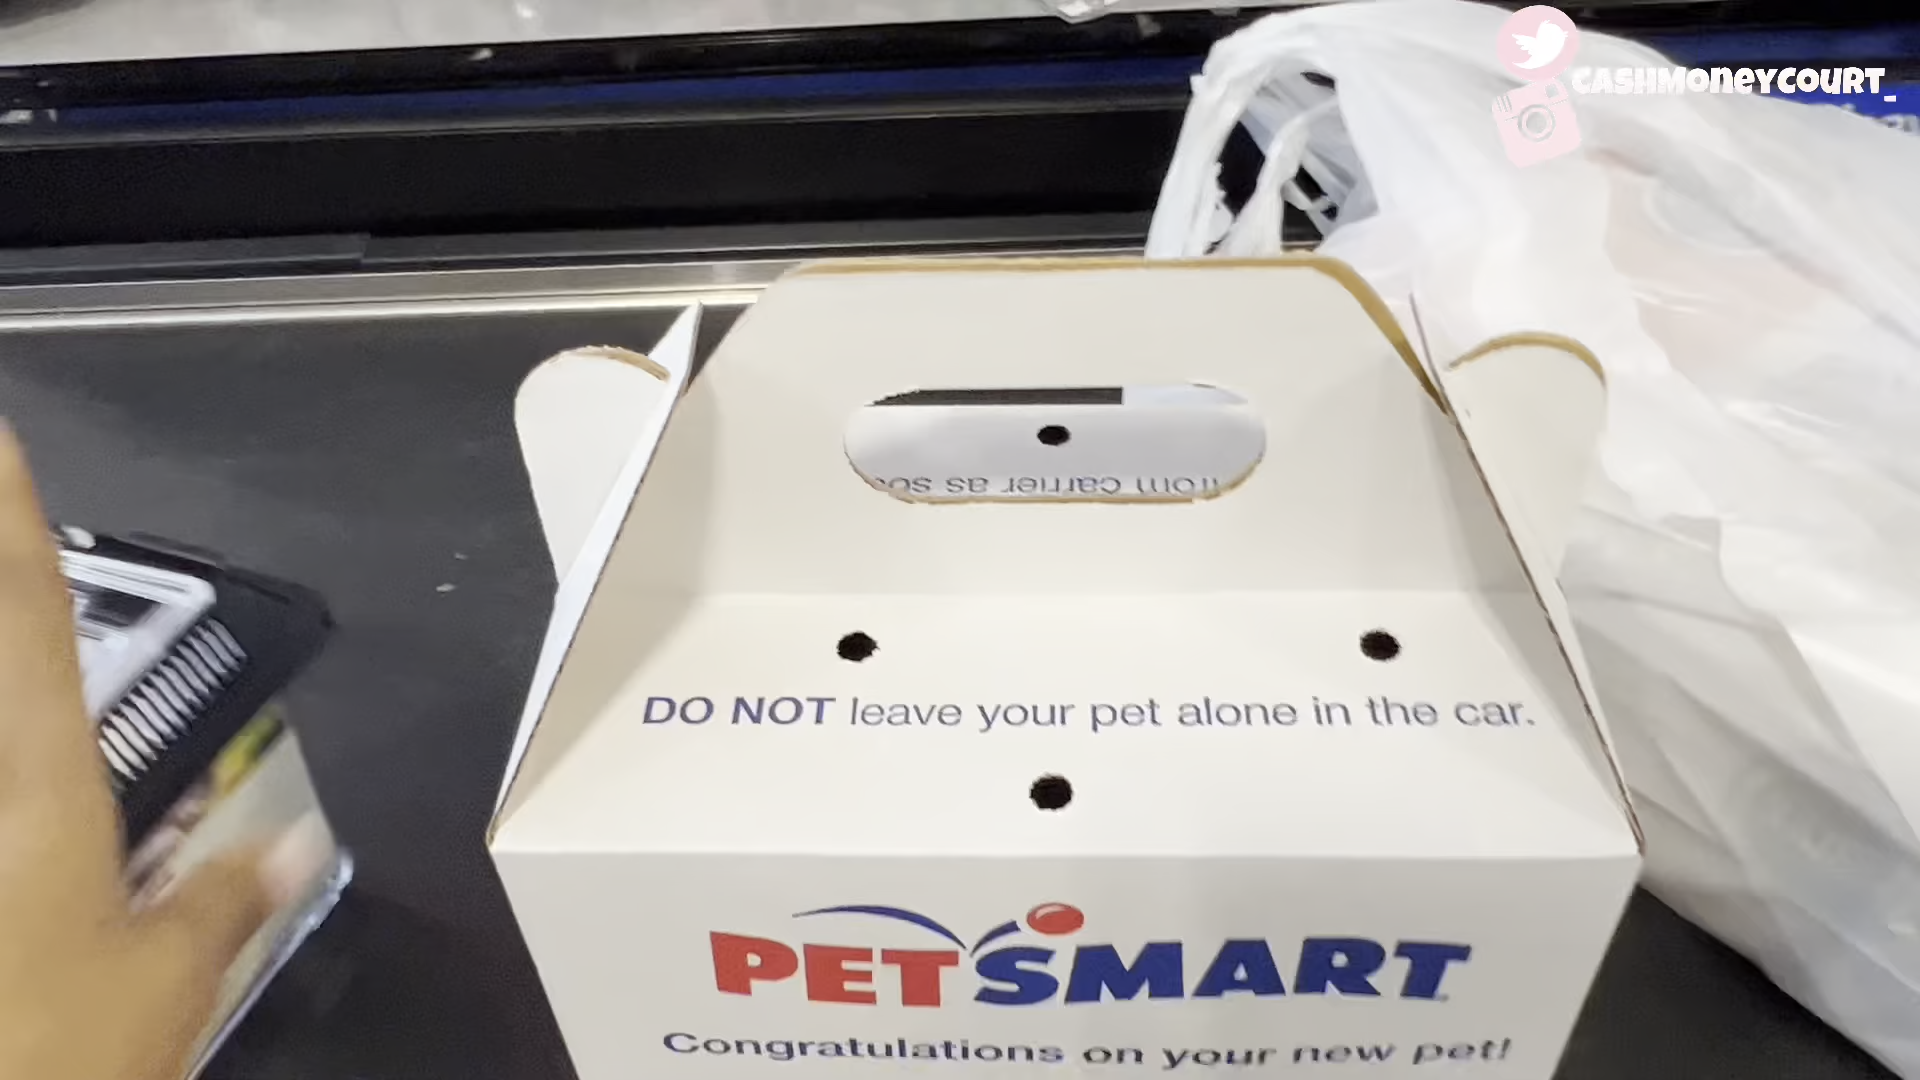 CASHMONEYCOURT_
from carrier as so
DO NOT leave your pet alone in the car.
PETSMART
Congratulations on your new pet!